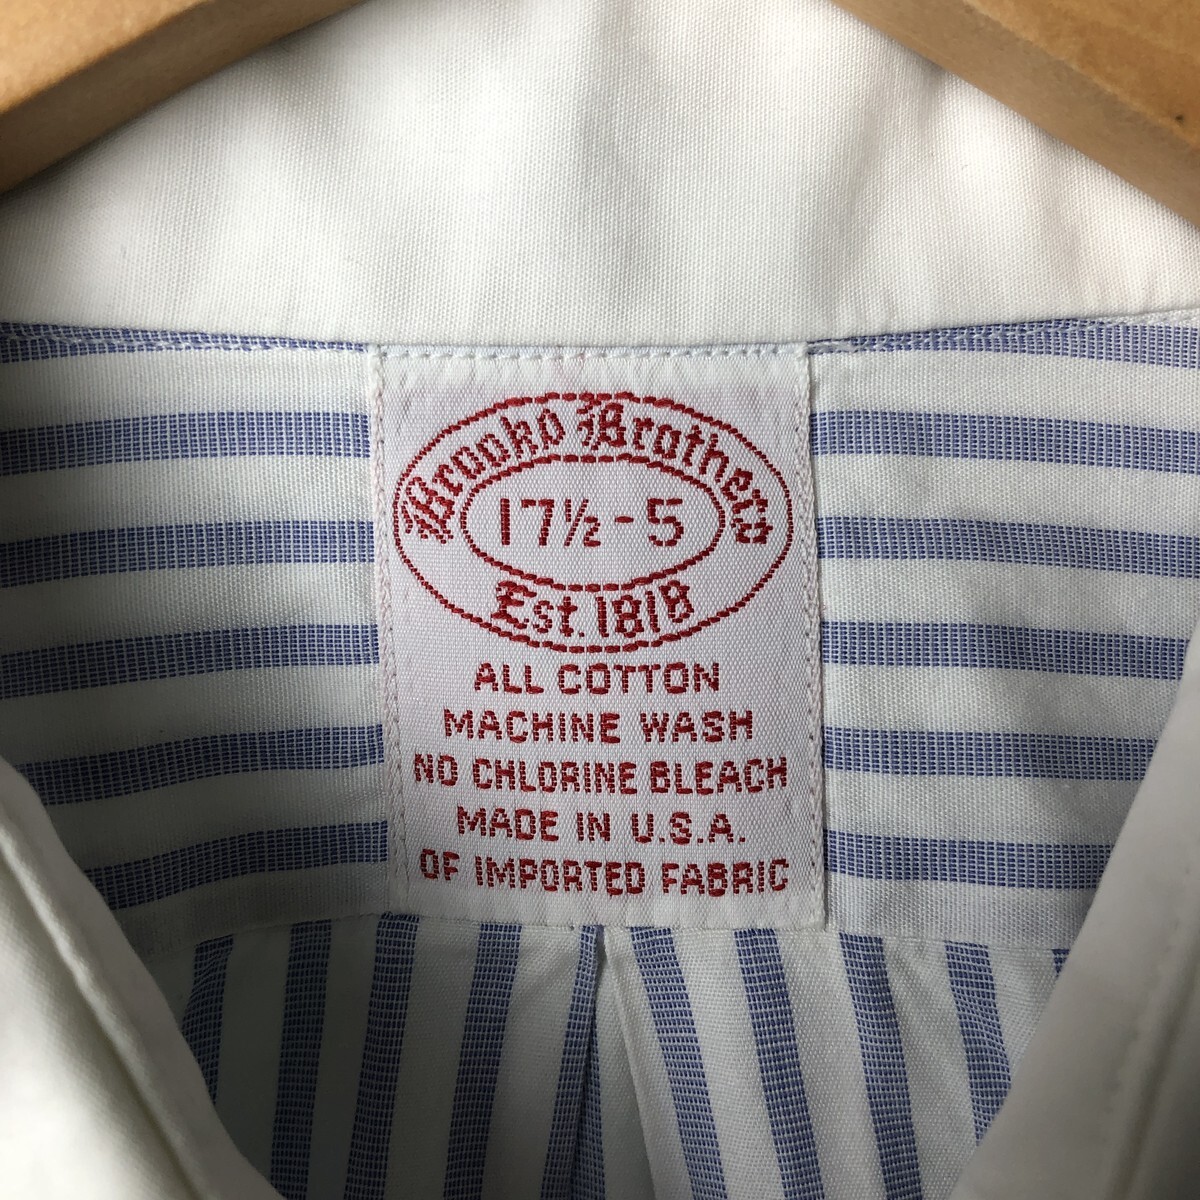 Brooks Brothers
17½-5
Est. 1818
ALL COTTON
MACHINE WASH
NO CHLORINE BLEACH
MADE IN U.S.A.
OF IMPORTED FABRIC